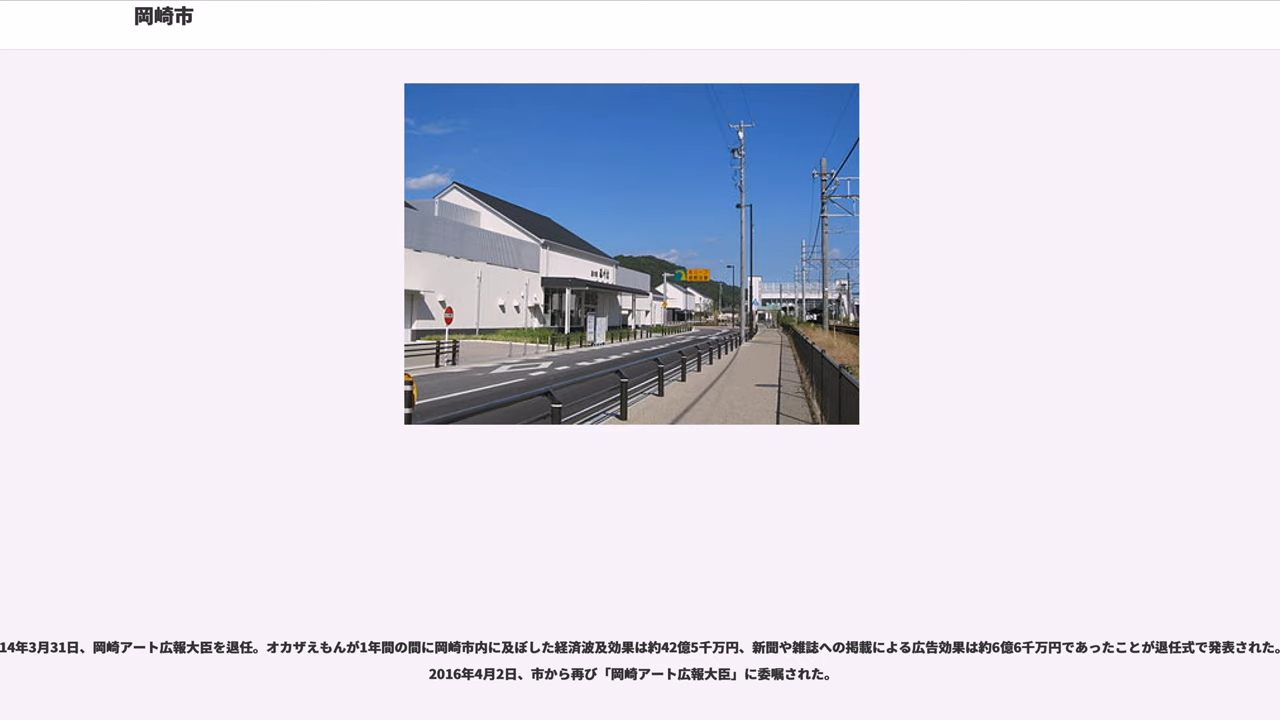 岡崎市
14年3月31日、岡崎アート広報大臣を退任。オカザえもんが1年間の間に岡崎市内に及ぼした経済波及効果は約42億5千万円、新聞や雑誌への掲載による広告効果は約6億6千万円であったことが退任式で発表された。
2016年4月2日、市から再び「岡崎アート広報大臣」に委嘱された。